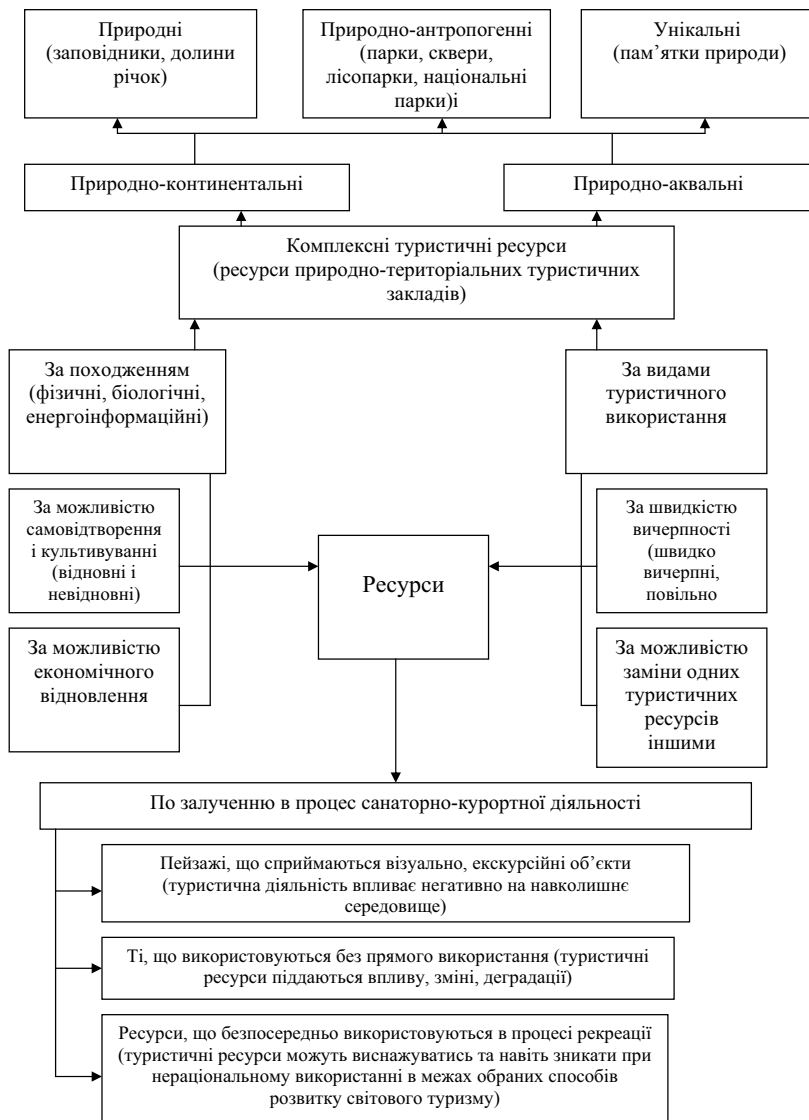 Природні
(заповідники, долини
річок)
Природно-антропогенні
(парки, сквери,
лісопарки, національні
парки)і
Унікальні
(пам’ятки природи)
Природно-континентальні
Природно-аквальні
Комплексні туристичні ресурси
(ресурси природно-територіальних туристичних
закладів)
За походженням
(фізичні, біологічні,
енергоінформаційні)
За видами
туристичного
використання
За можливістю
самовідтворення
і культивуванні
(відновні і
невідновні)
Ресурси
За швидкістю
вичерпності
(швидко
вичерпні,
повільно
За можливістю
економічного
відновлення
За можливістю
заміни одних
туристичних
ресурсів
іншими
По залученню в процес санаторно-курортної діяльності
Пейзажі, що сприймаються візуально, екскурсійні об’єкти
(туристична діяльність впливає негативно на навколишнє
середовище)
Ті, що використовуються без прямого використання (туристичні
ресурси піддаються впливу, зміні, деградації)
Ресурси, що безпосередньо використовуються в процесі рекреації
(туристичні ресурси можуть виснажуватись та навіть зникати при
нераціональному використанні в межах обраних способів
розвитку світового туризму)